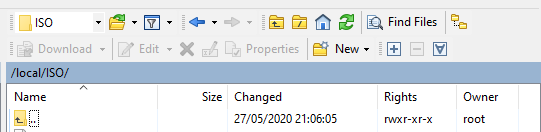 ISO Find Files
Download Edit Properties New
/local/ISO/
Name Size Changed Rights Owner
.. 27/05/2020 21:06:05 rwxr-xr-x root